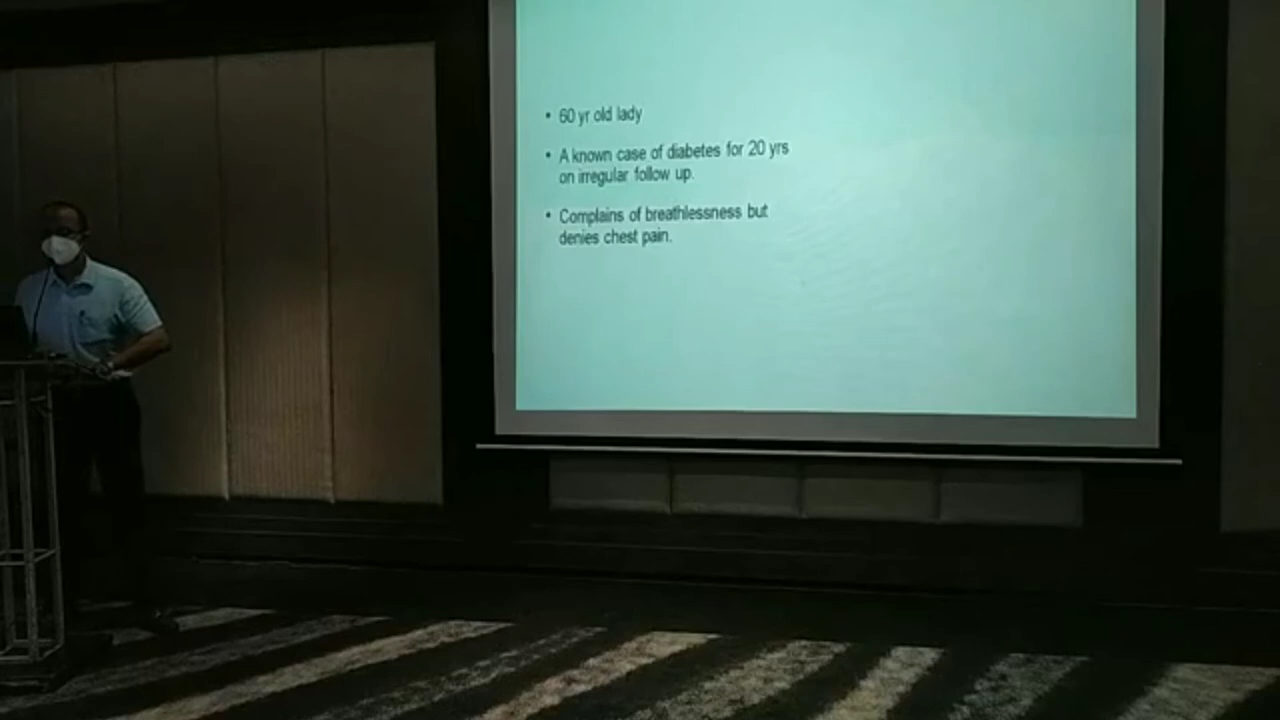 • 60 yr old lady
• A known case of diabetes for 20 yrs
on irregular follow up.
• Complains of breathlessness but
denies chest pain.